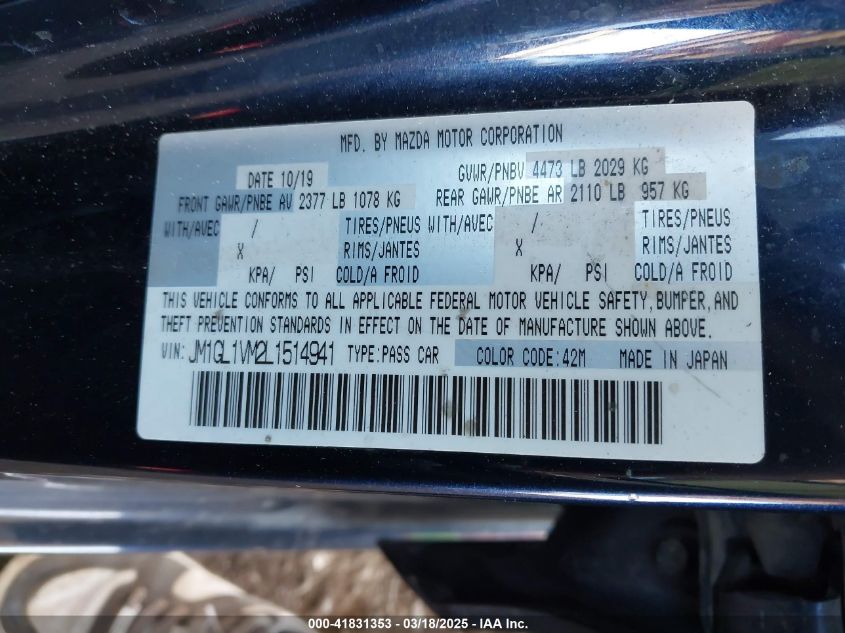 MFD. BY MAZDA MOTOR CORPORATION
DATE 10/19 GVWR/PNBV 4473 LB 2029 KG
FRONT GAWR/PNBE AV 2377 LB 1078 KG REAR GAWR/PNBE AR 2110 LB 957 KG
WITH/AVEC / TIRES/PNEUS WITH/AVEC / TIRES/PNEUS
X RIMS/JANTES X RIMS/JANTES
KPA/ PSI COLD/A FROID KPA/ PSI COLD/A FROID
THIS VEHICLE CONFORMS TO ALL APPLICABLE FEDERAL MOTOR VEHICLE SAFETY, BUMPER, AND
THEFT PREVENTION STANDARDS IN EFFECT ON THE DATE OF MANUFACTURE SHOWN ABOVE.
VIN: JM1GL1VM2L1514941 TYPE:PASS CAR COLOR CODE:42M MADE IN JAPAN
000-41831353 - 03/18/2025 - IAA Inc.